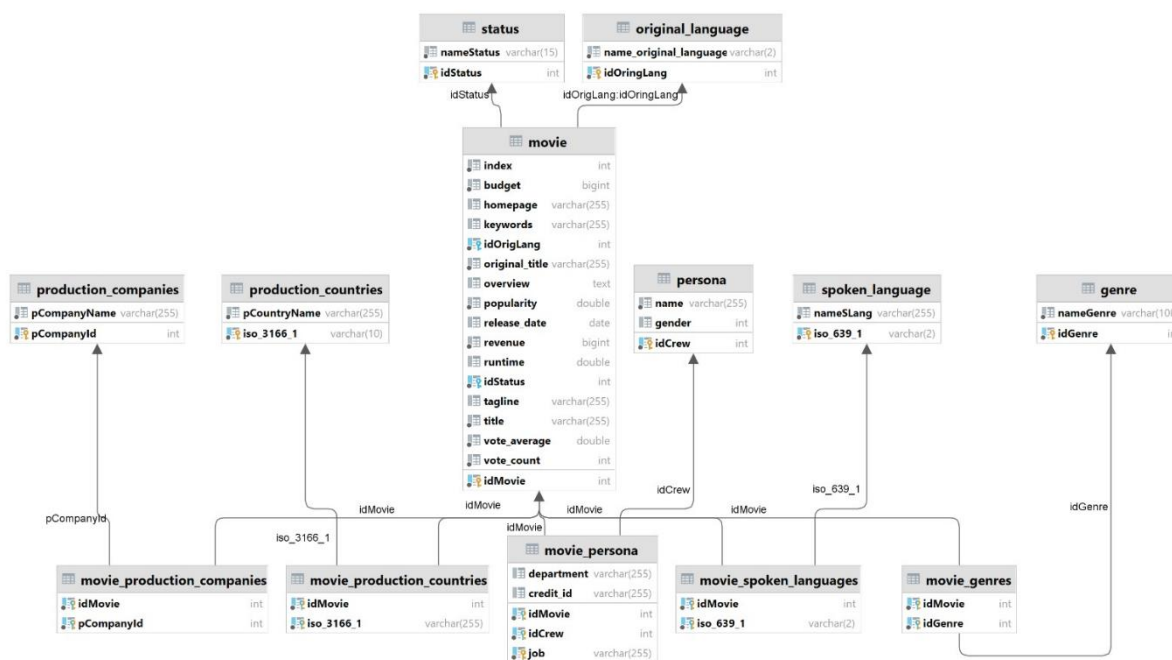 status
nameStatus varchar(15)
idStatus int
original_language
name_original_language varchar(2)
idOringLang int
idStatus
idOrigLang:idOringLang
movie
index int
budget bigint
homepage varchar(255)
keywords varchar(255)
idOrigLang int
original_title varchar(255)
overview text
popularity double
release_date date
revenue bigint
runtime double
idStatus int
tagline varchar(255)
title varchar(255)
vote_average double
vote_count int
idMovie int
production_companies
pCompanyName varchar(255)
pCompanyId int
production_countries
pCountryName varchar(255)
iso_3166_1 varchar(10)
persona
name varchar(255)
gender int
idCrew int
spoken_language
nameSLang varchar(255)
iso_639_1 varchar(2)
genre
nameGenre varchar(100
idGenre
pCompanyId
iso_3166_1
idMovie
idMovie
idMovie
idMovie
idMovie
idCrew
iso_639_1
idGenre
movie_production_companies
idMovie int
pCompanyId int
movie_production_countries
idMovie int
iso_3166_1 varchar(255)
movie_persona
department varchar(255)
credit_id varchar(255)
idMovie int
idCrew int
job varchar(255)
movie_spoken_languages
idMovie int
iso_639_1 varchar(2)
movie_genres
idMovie int
idGenre int